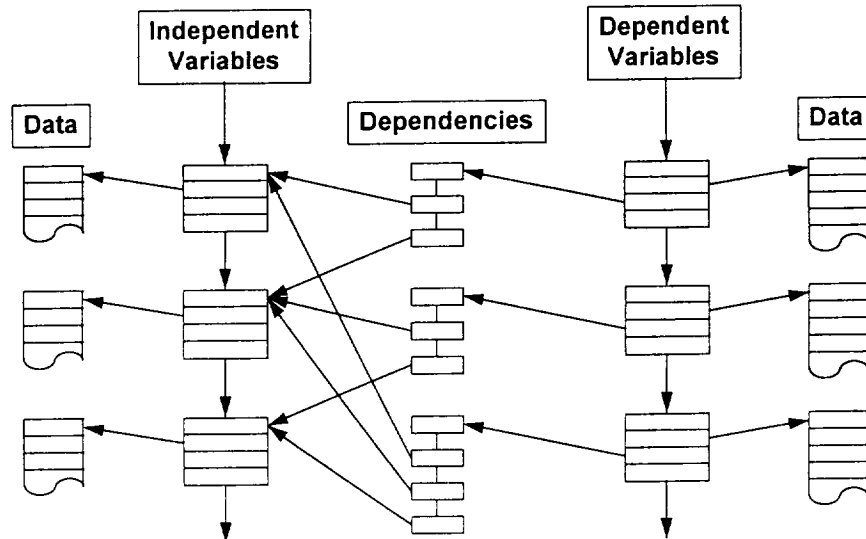 Independent
Variables
Dependent
Variables
Data
Dependencies
Data